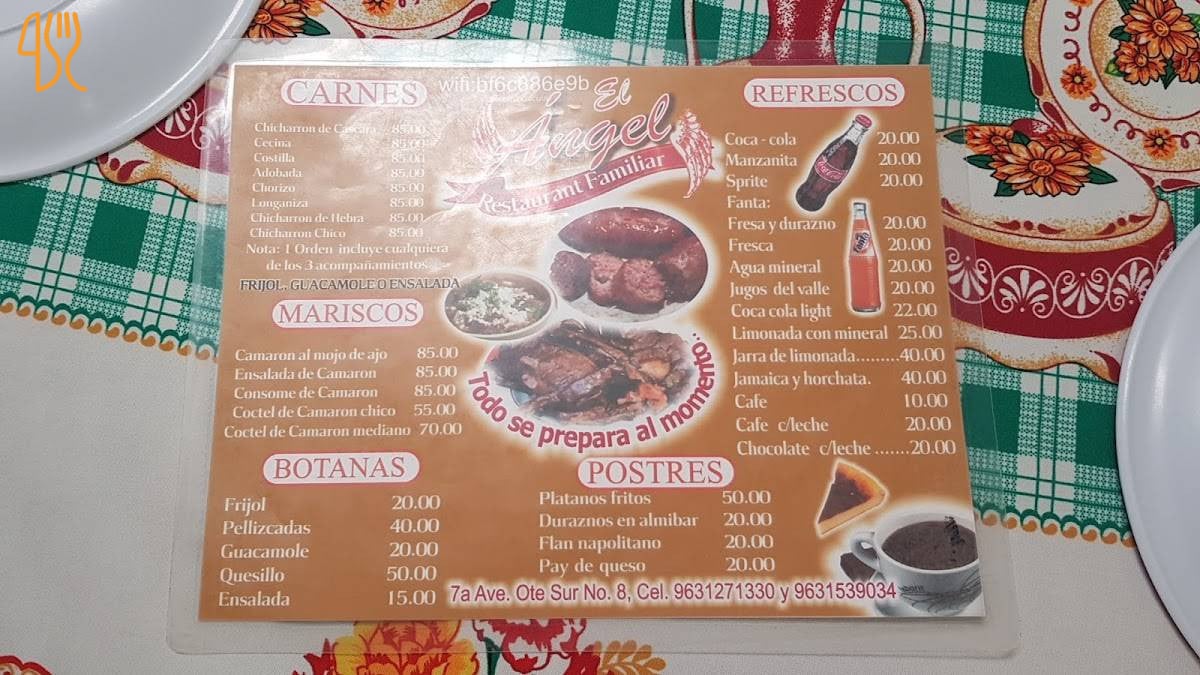 CARNES
Chicharron de Cascara 85.00
Cecina 85.00
Costilla 85.00
Adobada 85.00
Chorizo 85.00
Longaniza 85.00
Chicharron de Hebra 85.00
Chicharron Chico 85.00
Nota: 1 Orden incluye cualquiera
de los 3 acompañamientos
FRIJOL, GUACAMOLE O ENSALADA
MARISCOS
Camaron al mojo de ajo 85.00
Ensalada de Camaron 85.00
Consome de Camaron 85.00
Coctel de Camaron chico 55.00
Coctel de Camaron mediano 70.00
BOTANAS
Frijol 20.00
Pellizcadas 40.00
Guacamole 20.00
Quesillo 50.00
Ensalada 15.00
wifi:bf6c886e9b
El
Ángel
Restaurant Familiar
Todo se prepara al momento...
POSTRES
Platanos fritos 50.00
Duraznos en almibar 20.00
Flan napolitano 20.00
Pay de queso 20.00
REFRESCOS
Coca - cola 20.00
Manzanita 20.00
Sprite 20.00
Fanta:
Fresa y durazno 20.00
Fresca 20.00
Agua mineral 20.00
Jugos del valle 20.00
Coca cola light 22.00
Limonada con mineral 25.00
Jarra de limonada.........40.00
Jamaica y horchata. 40.00
Cafe 10.00
Cafe c/leche 20.00
Chocolate c/leche .......20.00
Coca-Cola
7a Ave. Ote Sur No. 8, Cel. 9631271330 y 9631539034